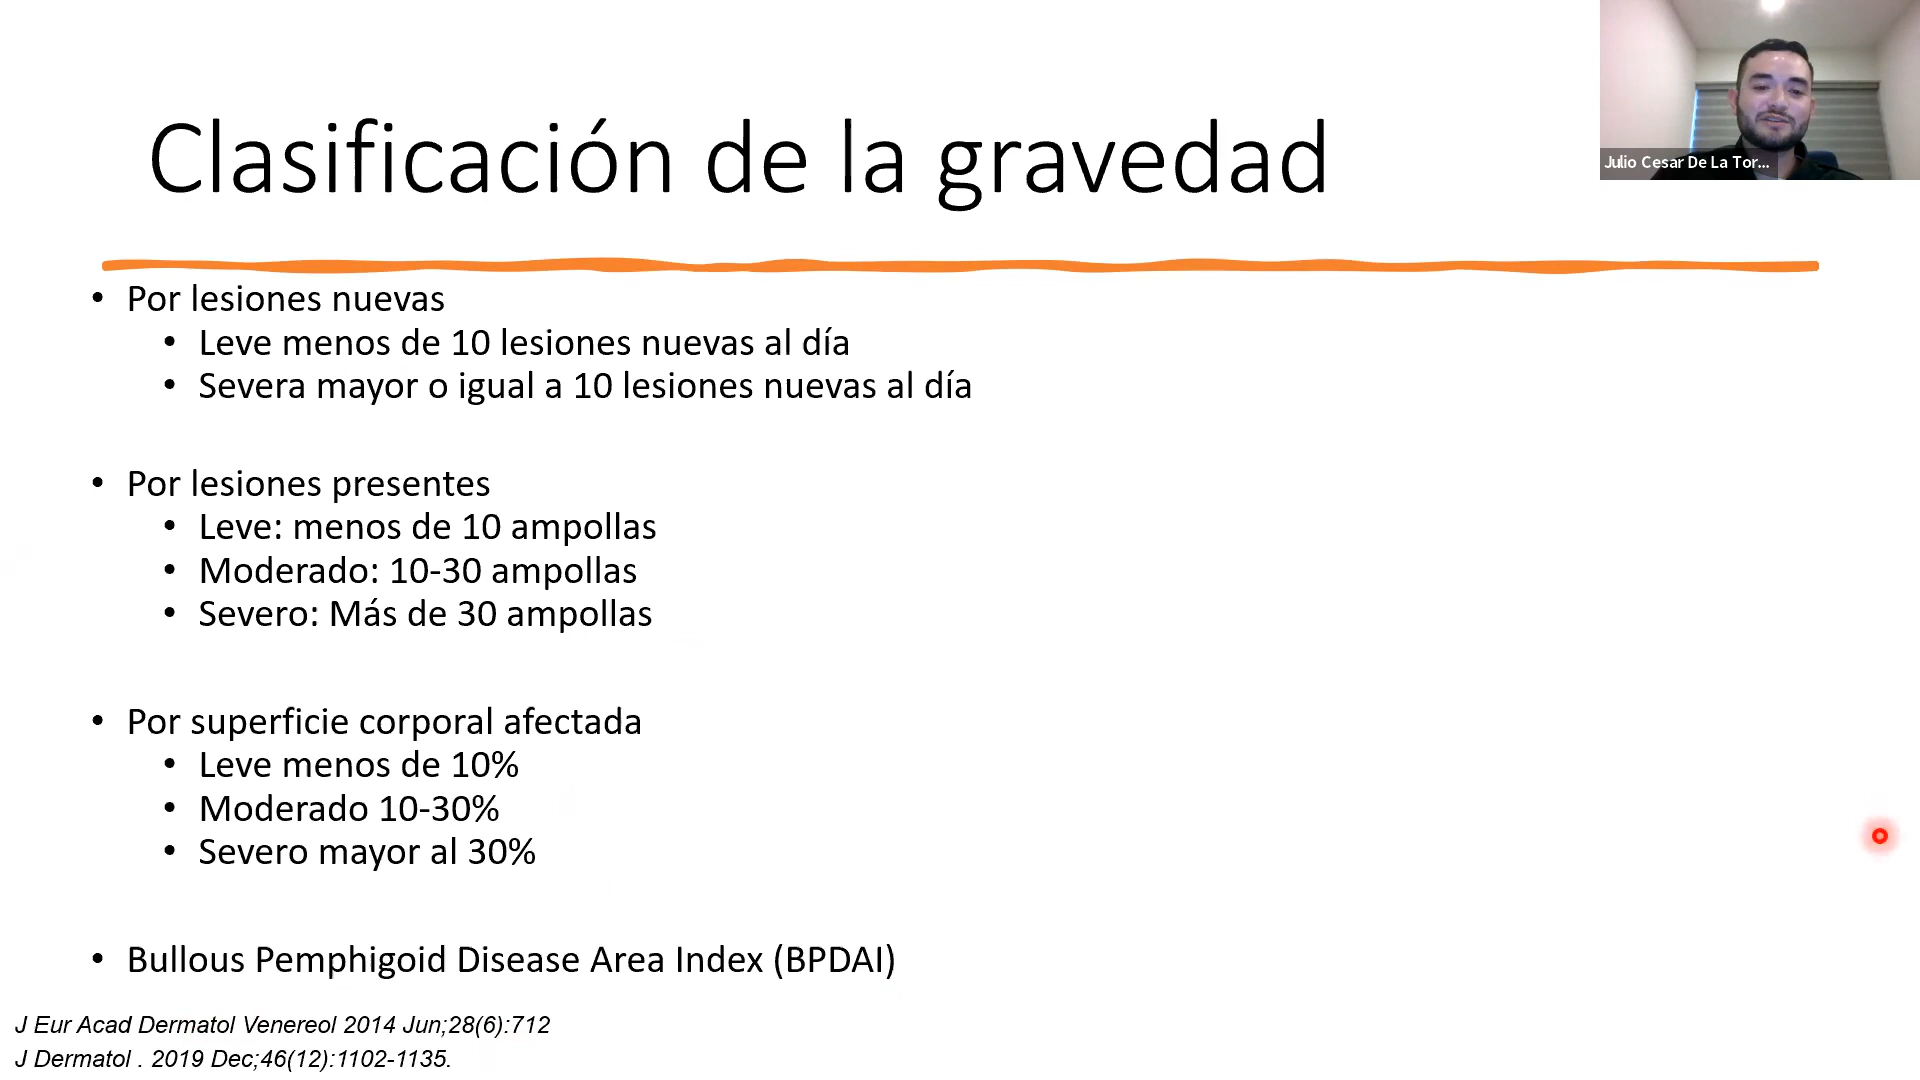 Clasificación de la gravedad
Julio Cesar De La Tor...
• Por lesiones nuevas
• Leve menos de 10 lesiones nuevas al día
• Severa mayor o igual a 10 lesiones nuevas al día
• Por lesiones presentes
• Leve: menos de 10 ampollas
• Moderado: 10-30 ampollas
• Severo: Más de 30 ampollas
• Por superficie corporal afectada
• Leve menos de 10%
• Moderado 10-30%
• Severo mayor al 30%
• Bullous Pemphigoid Disease Area Index (BPDAI)
J Eur Acad Dermatol Venereol 2014 Jun;28(6):712
J Dermatol . 2019 Dec;46(12):1102-1135.